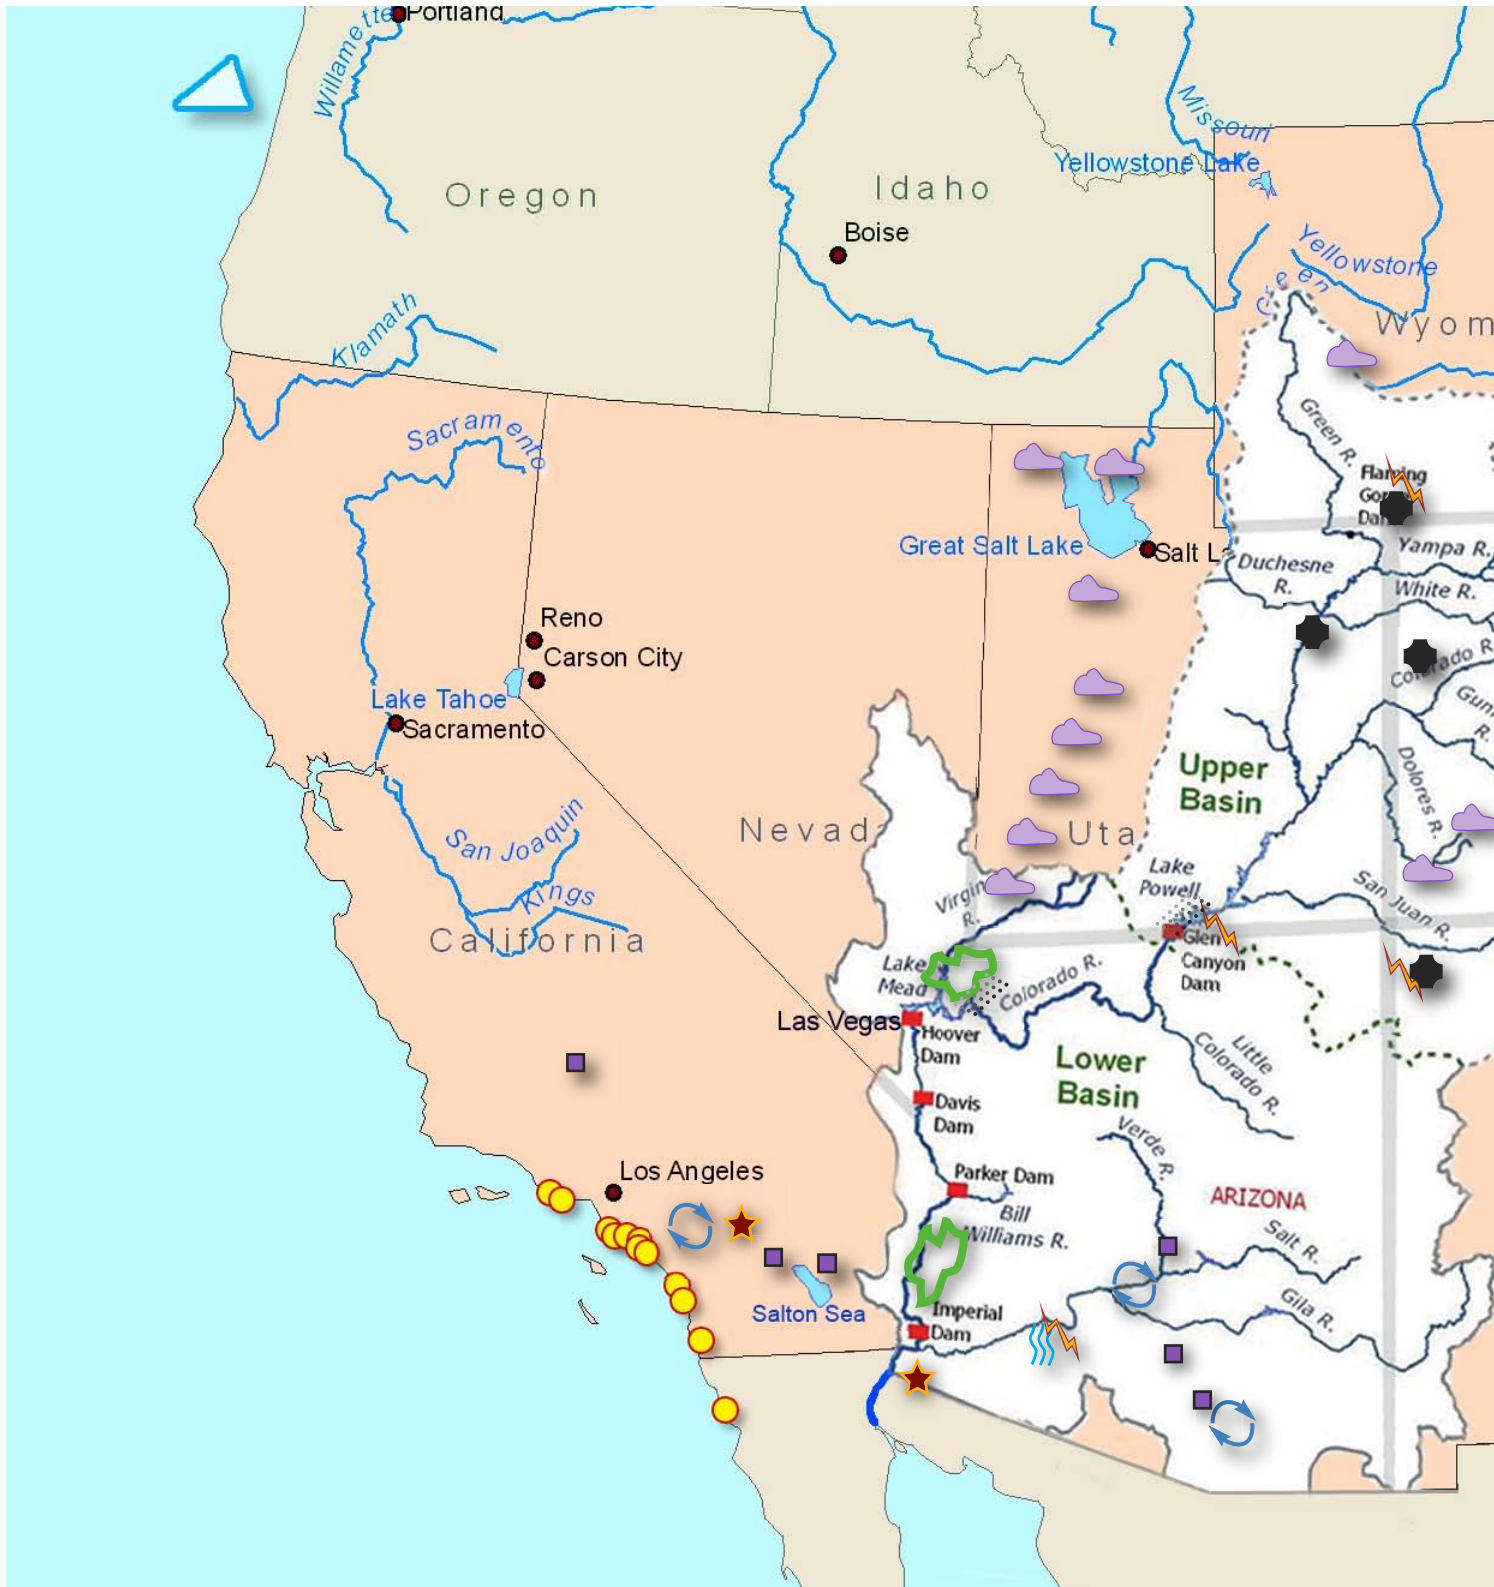 Portland
Willamette
Missouri
Yellowstone Lake
Oregon
Idaho
Boise
Yellowstone
Green
Wyom
Klamath
Sacramento
Green R.
Flaming
Gorge
Dam
Great Salt Lake
Salt L
Yampa R.
Duchesne
R.
White R.
Reno
Carson City
Colorado R
Lake Tahoe
Sacramento
Gun
R.
Upper
Basin
Dolores R.
San Joaquin
Nevad
Uta
Kings
Lake
Powell
Virgin
R.
San Juan R.
California
Glen
Canyon
Dam
Lake
Mead
Colorado R.
Las Vegas
Hoover
Dam
Little
Colorado R.
Lower
Basin
Davis
Dam
Verde R.
Los Angeles
Parker Dam
ARIZONA
Bill
Williams R.
Salt R.
Salton Sea
Imperial
Dam
Gila R.